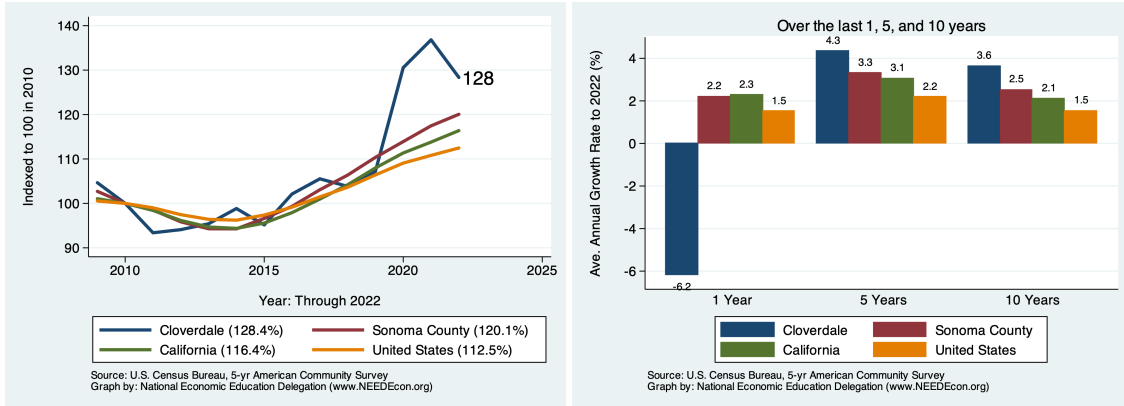 Indexed to 100 in 2010
140
130
120
110
100
90
128
2010
2015
2020
2025
Year: Through 2022
Cloverdale (128.4%)
Sonoma County (120.1%)
California (116.4%)
United States (112.5%)
Source: U.S. Census Bureau, 5-yr American Community Survey
Graph by: National Economic Education Delegation (www.NEEDEcon.org)
Over the last 1, 5, and 10 years
Ave. Annual Growth Rate to 2022 (%)
4
2
0
-2
-4
-6
-6.2
2.2
2.3
1.5
4.3
3.3
3.1
2.2
3.6
2.5
2.1
1.5
1 Year
5 Years
10 Years
Cloverdale
Sonoma County
California
United States
Source: U.S. Census Bureau, 5-yr American Community Survey
Graph by: National Economic Education Delegation (www.NEEDEcon.org)